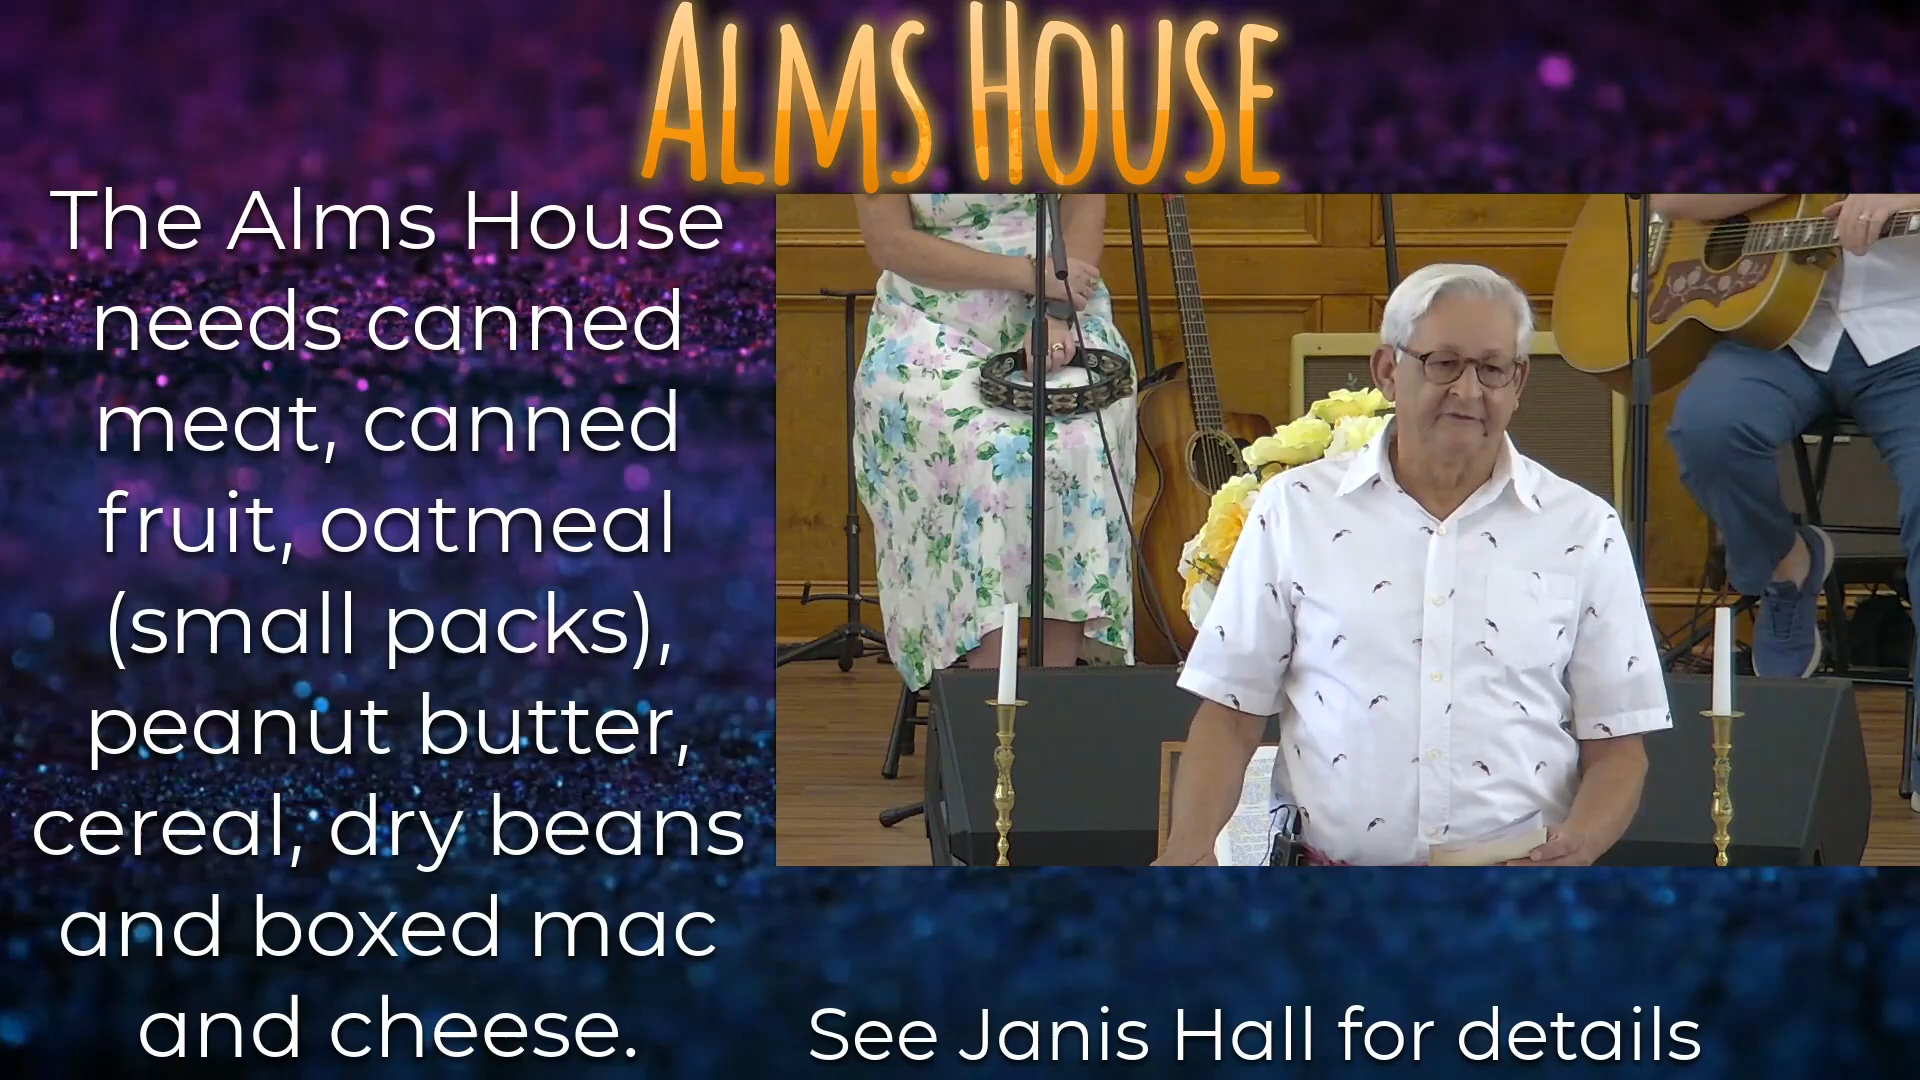 ALMS HOUSE
The Alms House
needs canned
meat, canned
fruit, oatmeal
(small packs),
peanut butter,
cereal, dry beans
and boxed mac
and cheese.
See Janis Hall for details